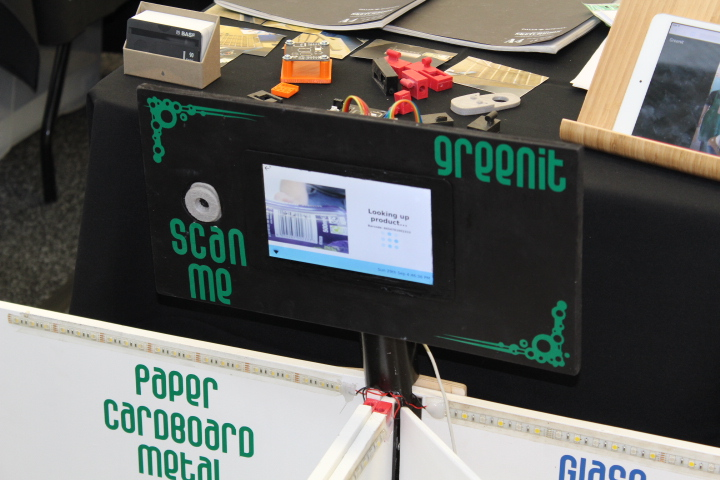 BASF
greenit
scan
me
Looking up
product...
paper
cardboard
metal
Glass